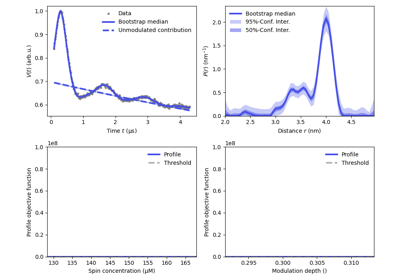 1.0
0.9
0.8
0.7
0.6
V(t) (arb.u.)
Data
Bootstrap median
Unmodulated contribution
0
1
2
3
4
Time t (μs)
2.0
1.5
1.0
0.5
0.0
P(r) (nm⁻¹)
Bootstrap median
95%-Conf. Inter.
50%-Conf. Inter.
2.0
2.5
3.0
3.5
4.0
4.5
Distance r (nm)
1e8
1.0
0.8
0.6
0.4
0.2
0.0
Profile objective function
Profile
Threshold
130
135
140
145
150
155
160
165
Spin concentration (μM)
1e8
1.0
0.8
0.6
0.4
0.2
0.0
Profile objective function
Profile
Threshold
0.295
0.300
0.305
0.310
Modulation depth ()